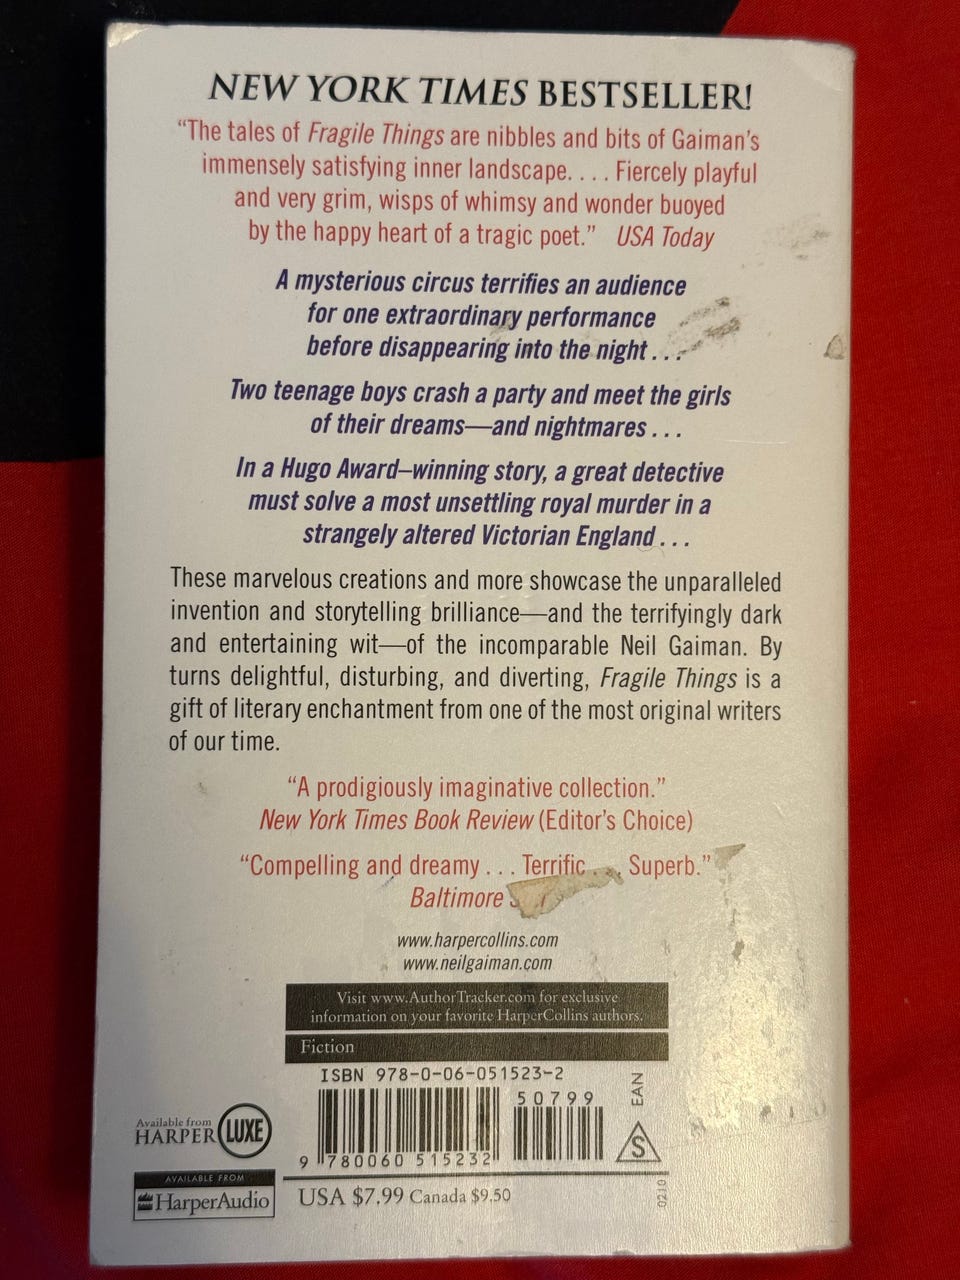 NEW YORK TIMES BESTSELLER!
“The tales of Fragile Things are nibbles and bits of Gaiman’s
immensely satisfying inner landscape. . . . Fiercely playful
and very grim, wisps of whimsy and wonder buoyed
by the happy heart of a tragic poet.” USA Today
A mysterious circus terrifies an audience
for one extraordinary performance
before disappearing into the night . . .
Two teenage boys crash a party and meet the girls
of their dreams—and nightmares . . .
In a Hugo Award–winning story, a great detective
must solve a most unsettling royal murder in a
strangely altered Victorian England . . .
These marvelous creations and more showcase the unparalleled
invention and storytelling brilliance—and the terrifyingly dark
and entertaining wit—of the incomparable Neil Gaiman. By
turns delightful, disturbing, and diverting, Fragile Things is a
gift of literary enchantment from one of the most original writers
of our time.
“A prodigiously imaginative collection.”
New York Times Book Review (Editor’s Choice)
“Compelling and dreamy . . . Terrific . . . Superb.”
Baltimore
www.harpercollins.com
www.neilgaiman.com
Visit www.AuthorTracker.com for exclusive
information on your favorite HarperCollins authors.
Fiction
ISBN 978-0-06-051523-2
50799
EAN
9 780060 515232
S
Available from
HARPER LUXE
AVAILABLE FROM
HarperAudio
USA $7.99 Canada $9.50
0210